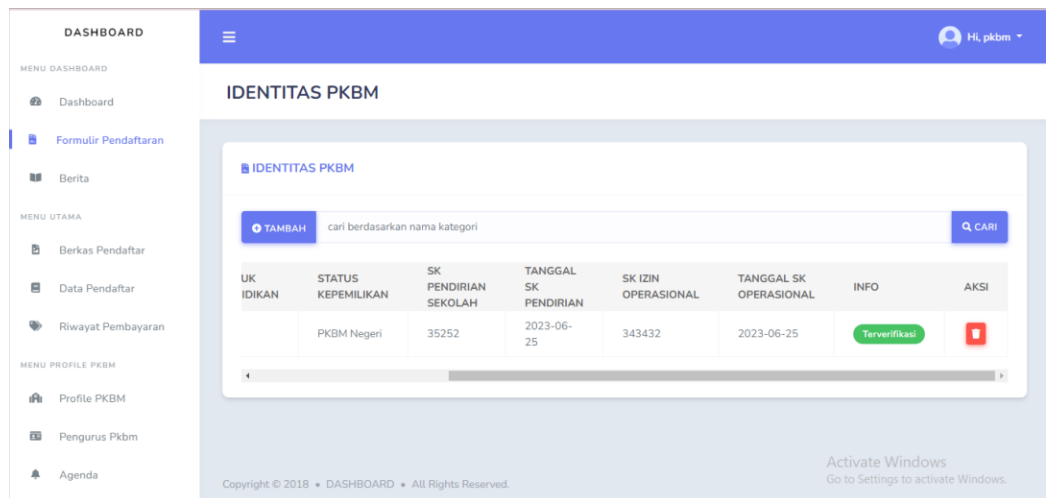 DASHBOARD
Hi, pkbm
MENU DASHBOARD
Dashboard
Formulir Pendaftaran
Berita
MENU UTAMA
Berkas Pendaftar
Data Pendaftar
Riwayat Pembayaran
MENU PROFILE PKBM
Profile PKBM
Pengurus Pkbm
Agenda
IDENTITAS PKBM
IDENTITAS PKBM
TAMBAH cari berdasarkan nama kategori CARI
UK
IDIKAN
STATUS
KEPEMILIKAN
SK
PENDIRIAN
SEKOLAH
TANGGAL
SK
PENDIRIAN
SK IZIN
OPERASIONAL
TANGGAL SK
OPERASIONAL
INFO
AKSI
PKBM Negeri
35252
2023-06-
25
343432
2023-06-25
Terverifikasi
Activate Windows
Go to Settings to activate Windows.
Copyright © 2018 • DASHBOARD • All Rights Reserved.